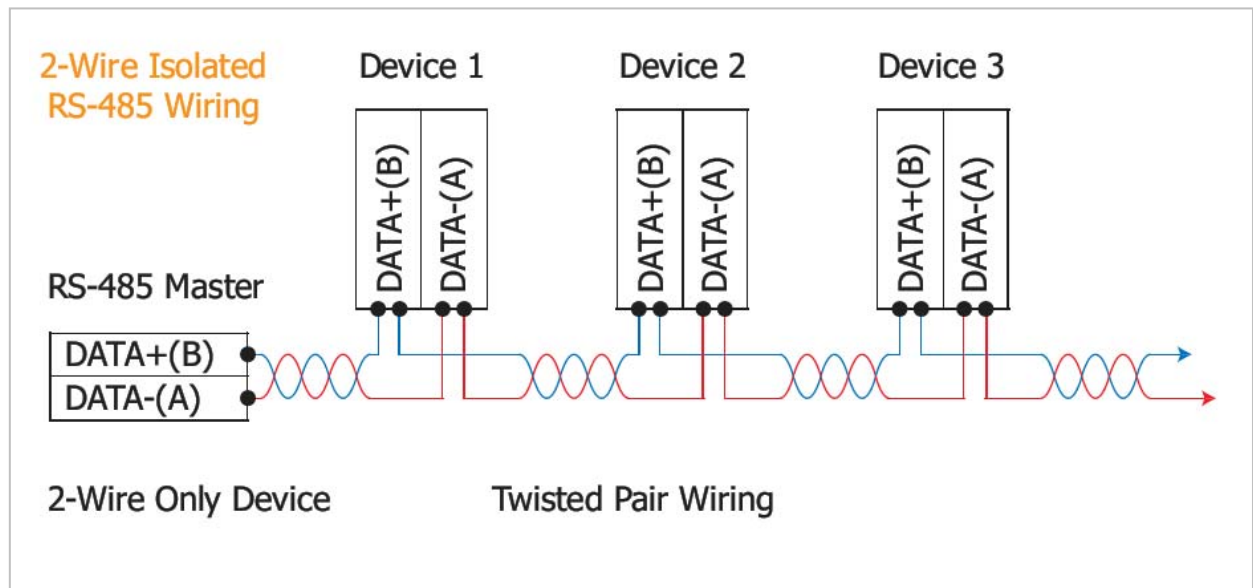 2-Wire Isolated
RS-485 Wiring
Device 1
Device 2
Device 3
DATA+(B)
DATA-(A)
DATA+(B)
DATA-(A)
DATA+(B)
DATA-(A)
RS-485 Master
DATA+(B)
DATA-(A)
2-Wire Only Device
Twisted Pair Wiring